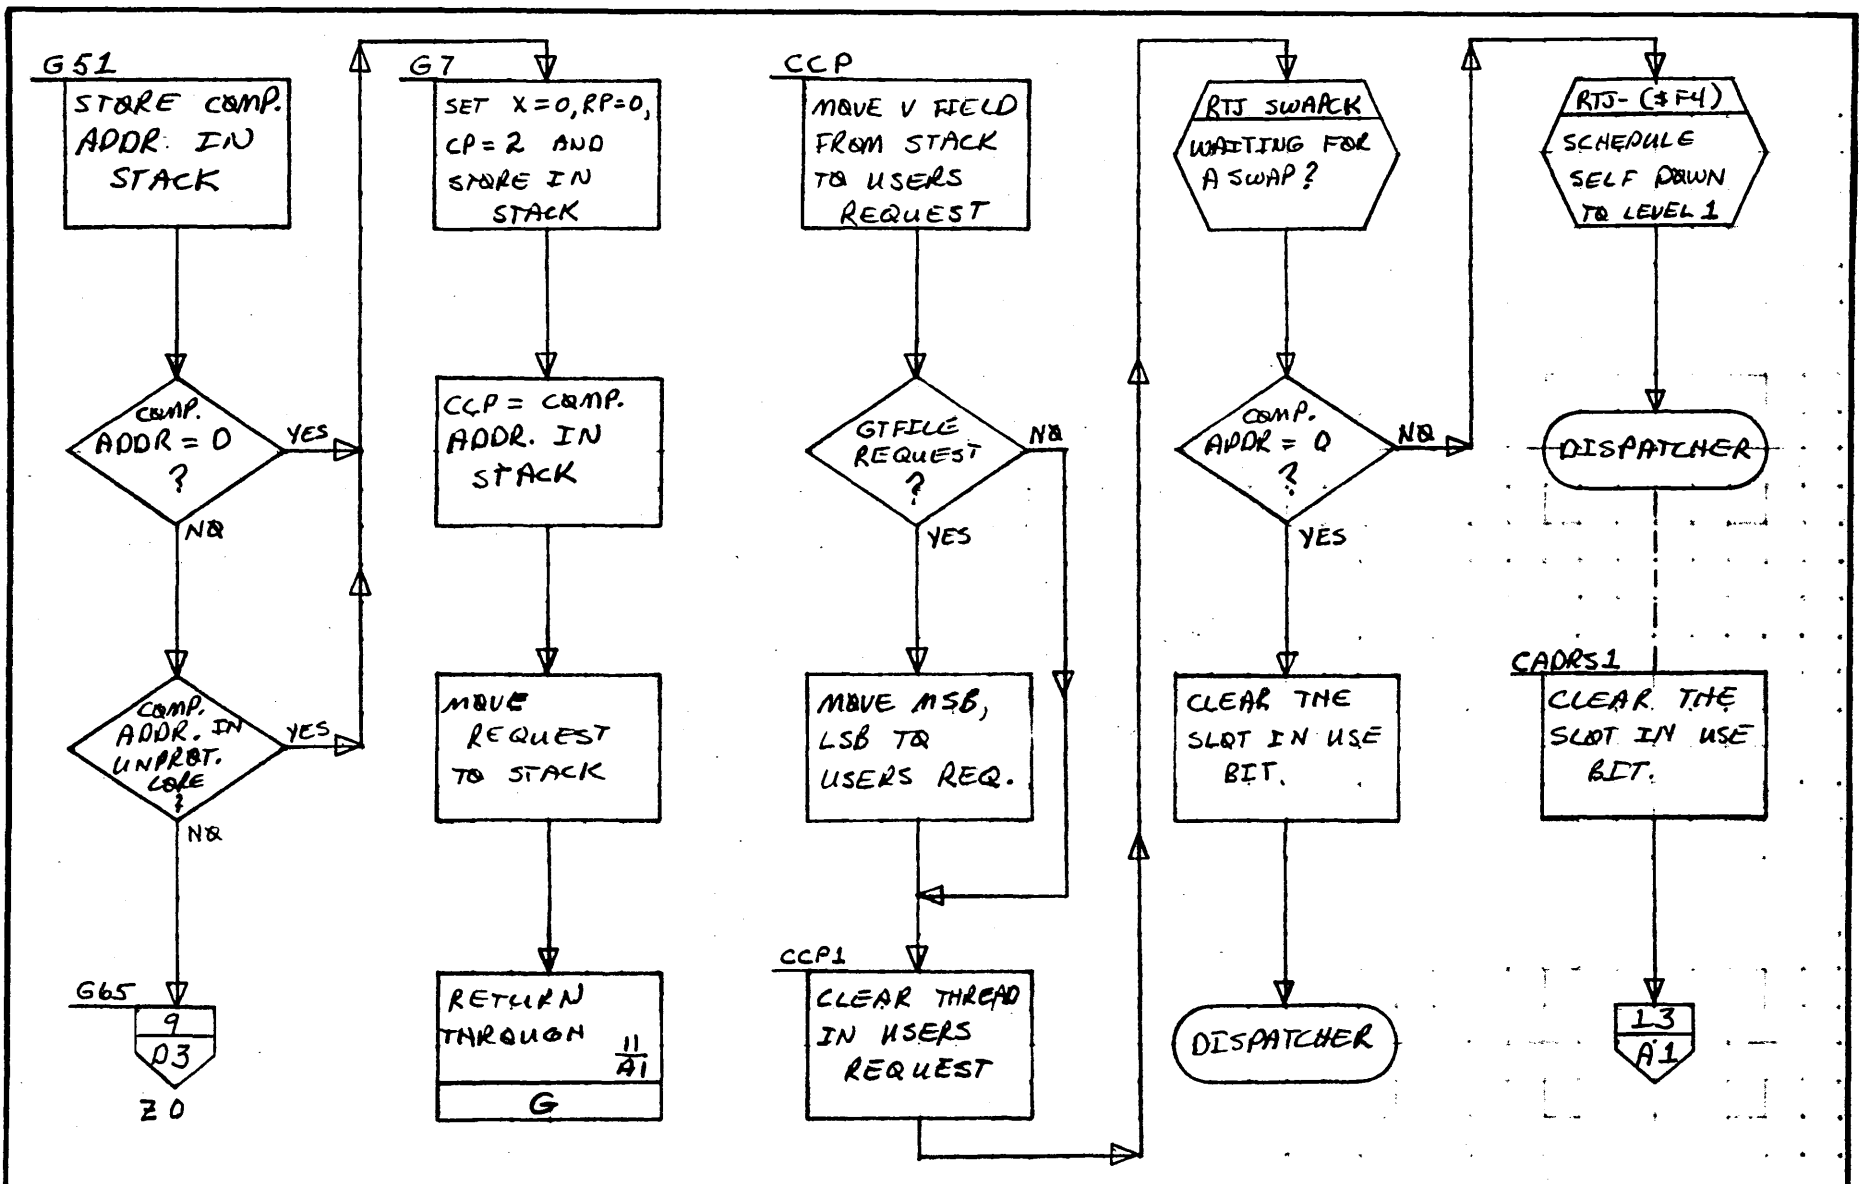 G51
STORE COMP.
ADDR. IN
STACK
COMP.
ADDR = 0
?
YES
NO
COMP.
ADDR. IN
UNPROT.
CORE
?
YES
NO
G65
9
D3
Z0
G7
SET X=0, RP=0,
CP=2 AND
STORE IN
STACK
CCP = COMP.
ADDR. IN
STACK
MOVE
REQUEST
TO STACK
RETURN
THROUGH
11
A1
G
CCP
MOVE V FIELD
FROM STACK
TO USERS
REQUEST
GTFILE
REQUEST
?
NO
YES
MOVE MSB,
LSB TO
USERS REQ.
CCP1
CLEAR THREAD
IN USERS
REQUEST
RTJ SWAPCK
WAITING FOR
A SWAP?
COMP.
ADDR = 0
?
NO
YES
CLEAR THE
SLOT IN USE
BIT.
DISPATCHER
RTJ- ($F4)
SCHEDULE
SELF DOWN
TO LEVEL 1
DISPATCHER
CADRS1
CLEAR THE
SLOT IN USE
BIT.
13
A1